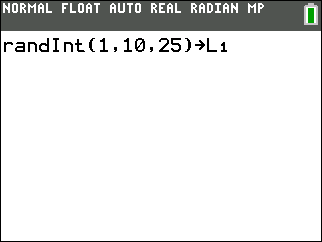 NORMAL FLOAT AUTO REAL RADIAN MP
randInt(1,10,25)→L₁